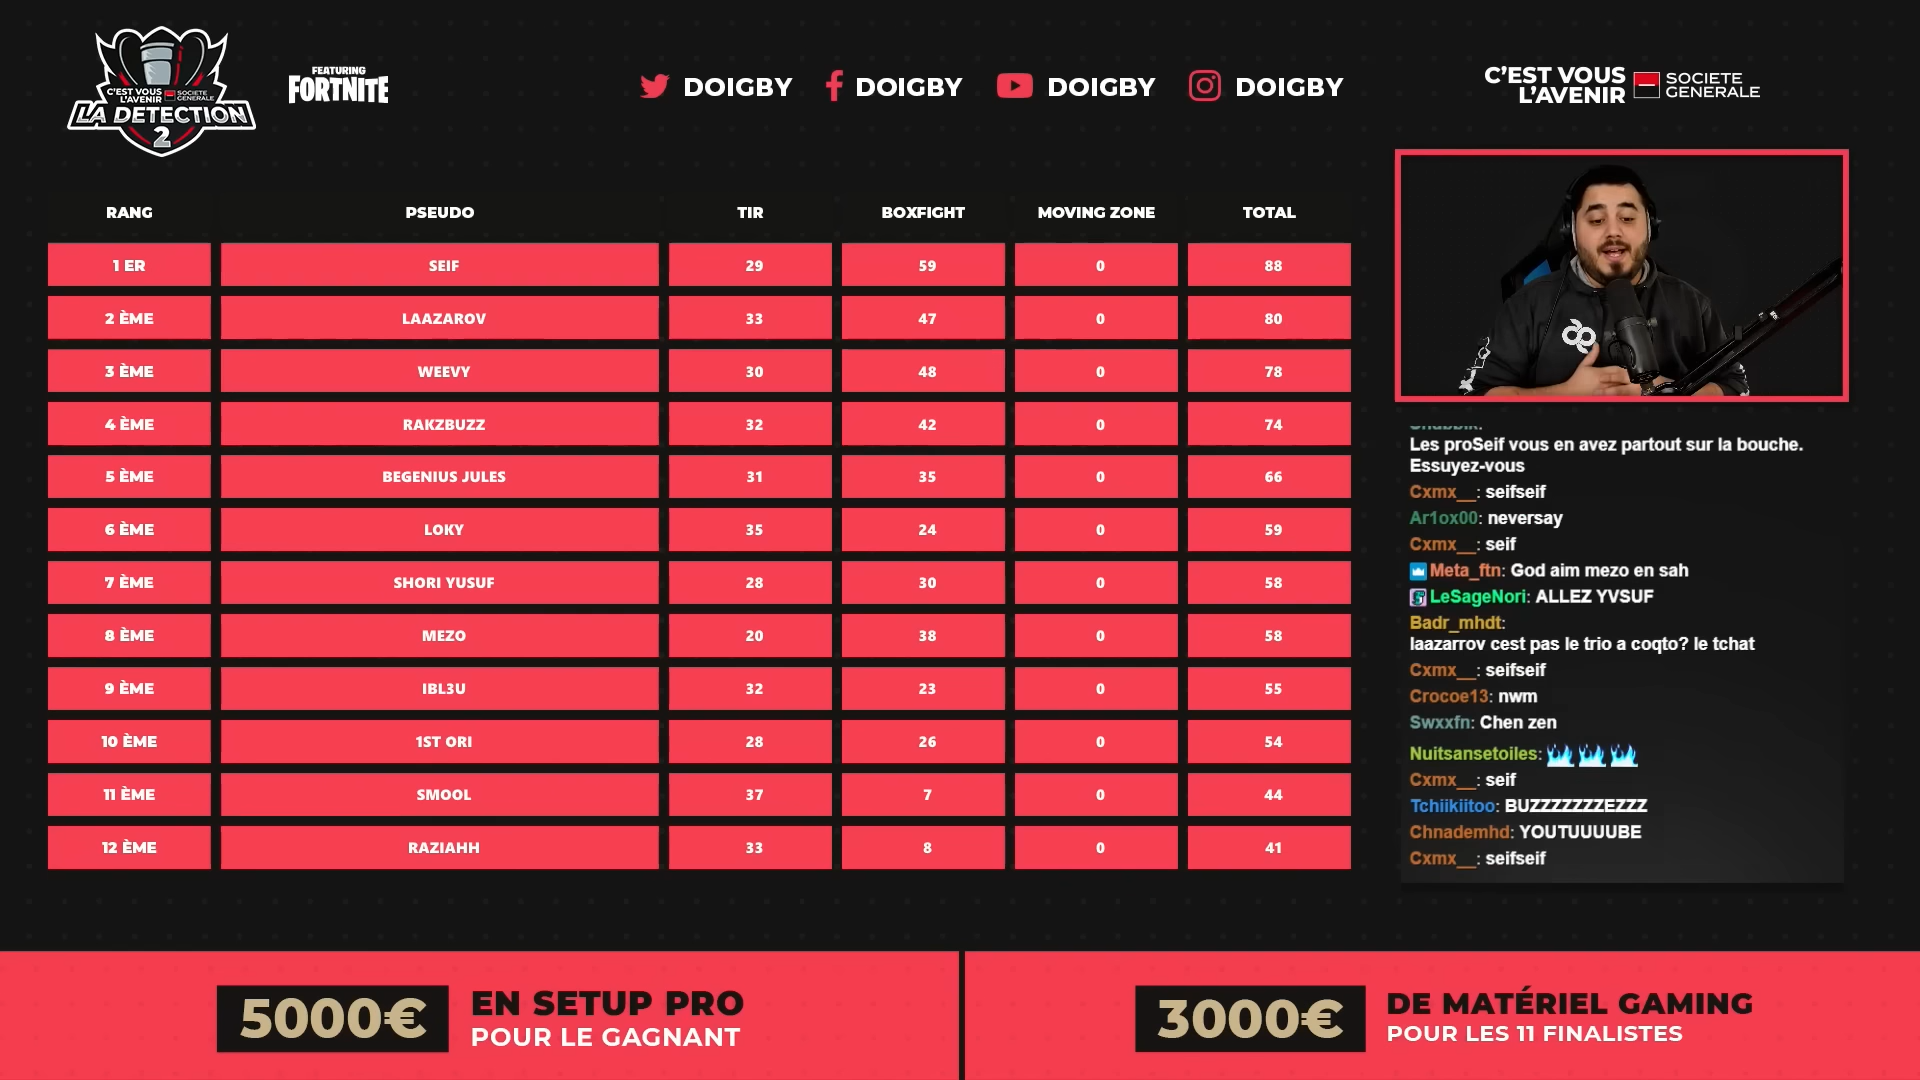 C'EST VOUS
L'AVENIR SOCIETE GENERALE
LA DETECTION
2
FEATURING
FORTNITE
DOIGBY DOIGBY DOIGBY DOIGBY
C'EST VOUS
L'AVENIR
SOCIETE
GENERALE
RANG PSEUDO TIR BOXFIGHT MOVING ZONE TOTAL
1 ER SEIF 29 59 0 88
2 ÈME LAAZAROV 33 47 0 80
3 ÈME WEEVY 30 48 0 78
4 ÈME RAKZBUZZ 32 42 0 74
5 ÈME BEGENIUS JULES 31 35 0 66
6 ÈME LOKY 35 24 0 59
7 ÈME SHORI YUSUF 28 30 0 58
8 ÈME MEZO 20 38 0 58
9 ÈME IBL3U 32 23 0 55
10 ÈME 1ST ORI 28 26 0 54
11 ÈME SMOOL 37 7 0 44
12 ÈME RAZIAHH 33 8 0 41
Les proSeif vous en avez partout sur la bouche.
Essuyez-vous
Cxmx__: seifseif
Ar1ox00: neversay
Cxmx__: seif
Meta_ftn: God aim mezo en sah
LeSageNori: ALLEZ YVSUF
Badr_mhdt:
laazarrov cest pas le trio a coqto? le tchat
Cxmx__: seifseif
Crocoe13: nwm
Swxxfn: Chen zen
Nuitsansetoiles:
Cxmx__: seif
Tchiikiitoo: BUZZZZZZZEZZZ
Chnademhd: YOUTUUUUBE
Cxmx__: seifseif
5000€ EN SETUP PRO
POUR LE GAGNANT
3000€ DE MATÉRIEL GAMING
POUR LES 11 FINALISTES